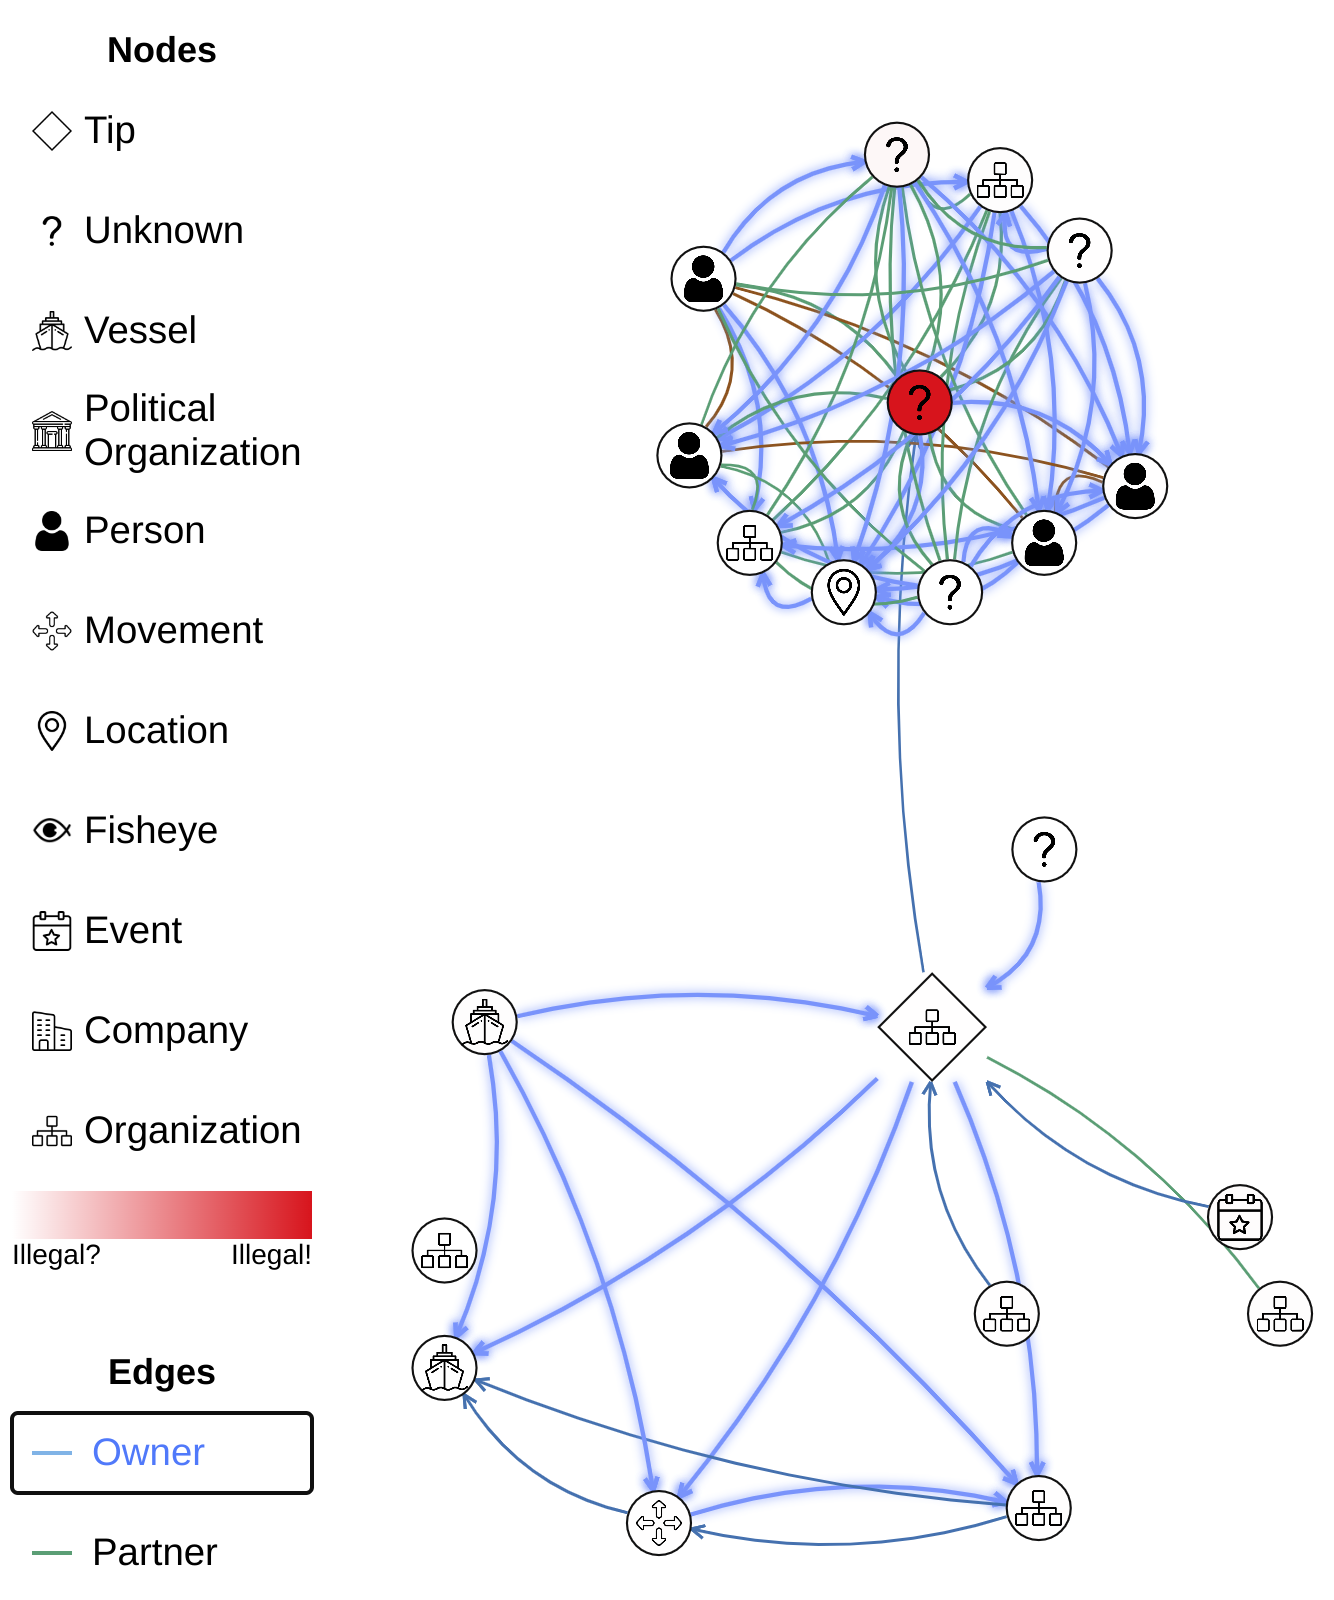 Nodes
Tip
Unknown
Vessel
Political
Organization
Person
Movement
Location
Fisheye
Event
Company
Organization
Illegal? Illegal!
Edges
Owner
Partner